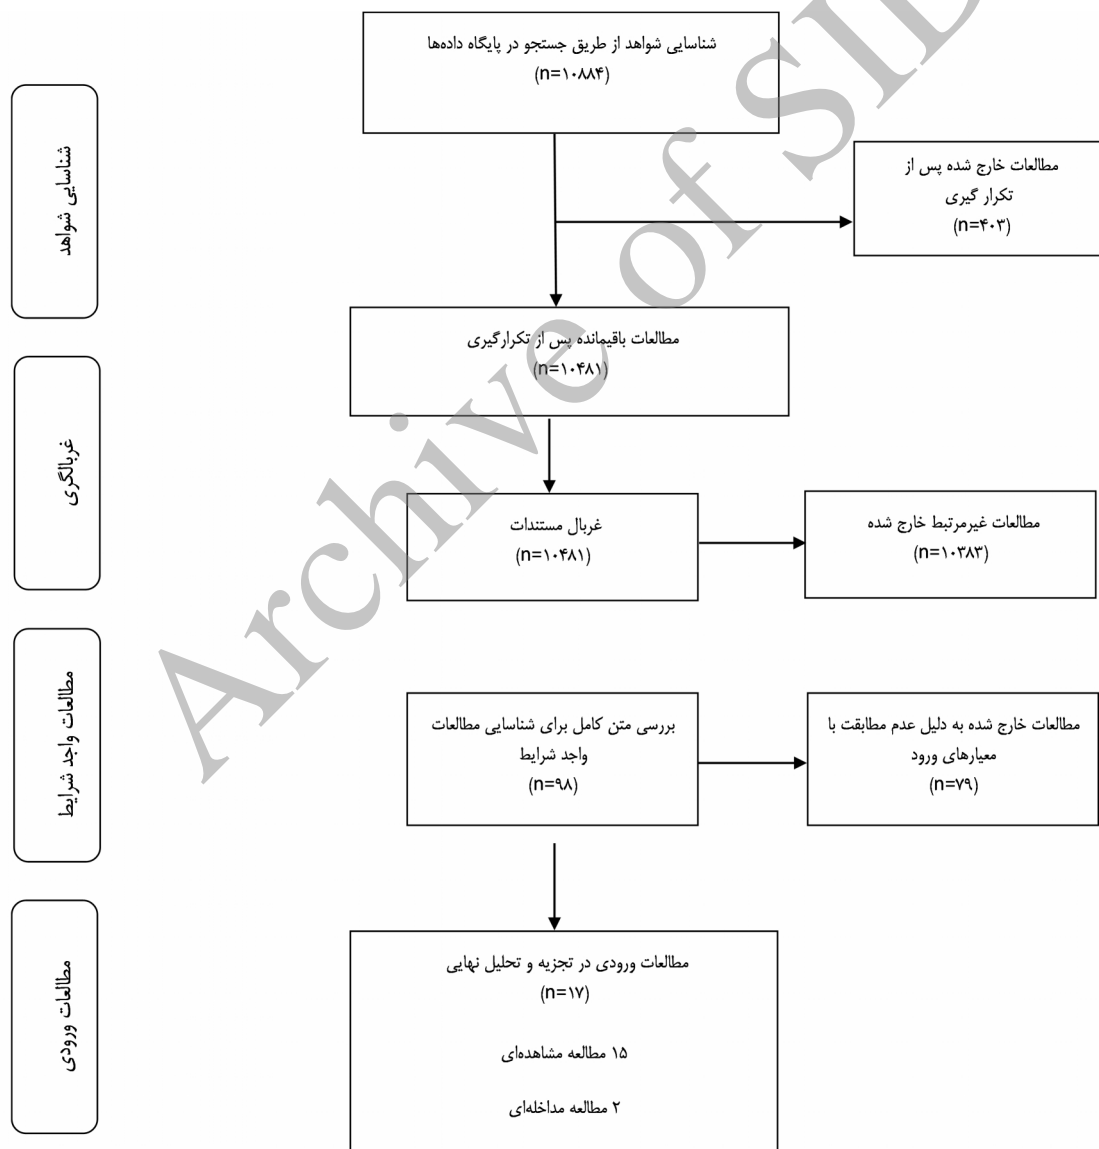 شناسایی شواهد از طریق جستجو در پایگاه داده‌ها
(n=۱۰۸۸۴)
شناسایی شواهد
مطالعات خارج شده پس از
تکرار گیری
(n=۴۰۳)
مطالعات باقیمانده پس از تکرارگیری
(n=۱۰۴۸۱)
غربالگری
غربال مستندات
(n=۱۰۴۸۱)
مطالعات غیرمرتبط خارج شده
(n=۱۰۳۸۳)
مطالعات واجد شرایط
بررسی متن کامل برای شناسایی مطالعات
واجد شرایط
(n=۹۸)
مطالعات خارج شده به دلیل عدم مطابقت با
معیارهای ورود
(n=۷۹)
مطالعات ورودی
مطالعات ورودی در تجزیه و تحلیل نهایی
(n=۱۷)
۱۵ مطالعه مشاهده‌ای
۲ مطالعه مداخله‌ای
Archive of SID